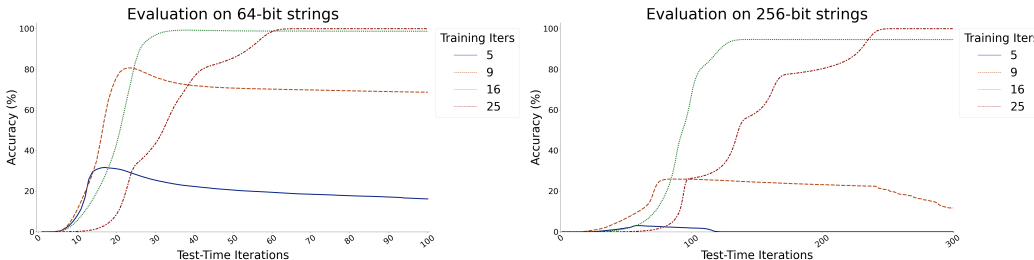 Evaluation on 64-bit strings
Accuracy (%)
100
80
60
40
20
0
0 10 20 30 40 50 60 70 80 90 100
Test-Time Iterations
Training Iters
5
9
16
25
Evaluation on 256-bit strings
Accuracy (%)
100
80
60
40
20
0
0 100 200 300
Test-Time Iterations
Training Iters
5
9
16
25